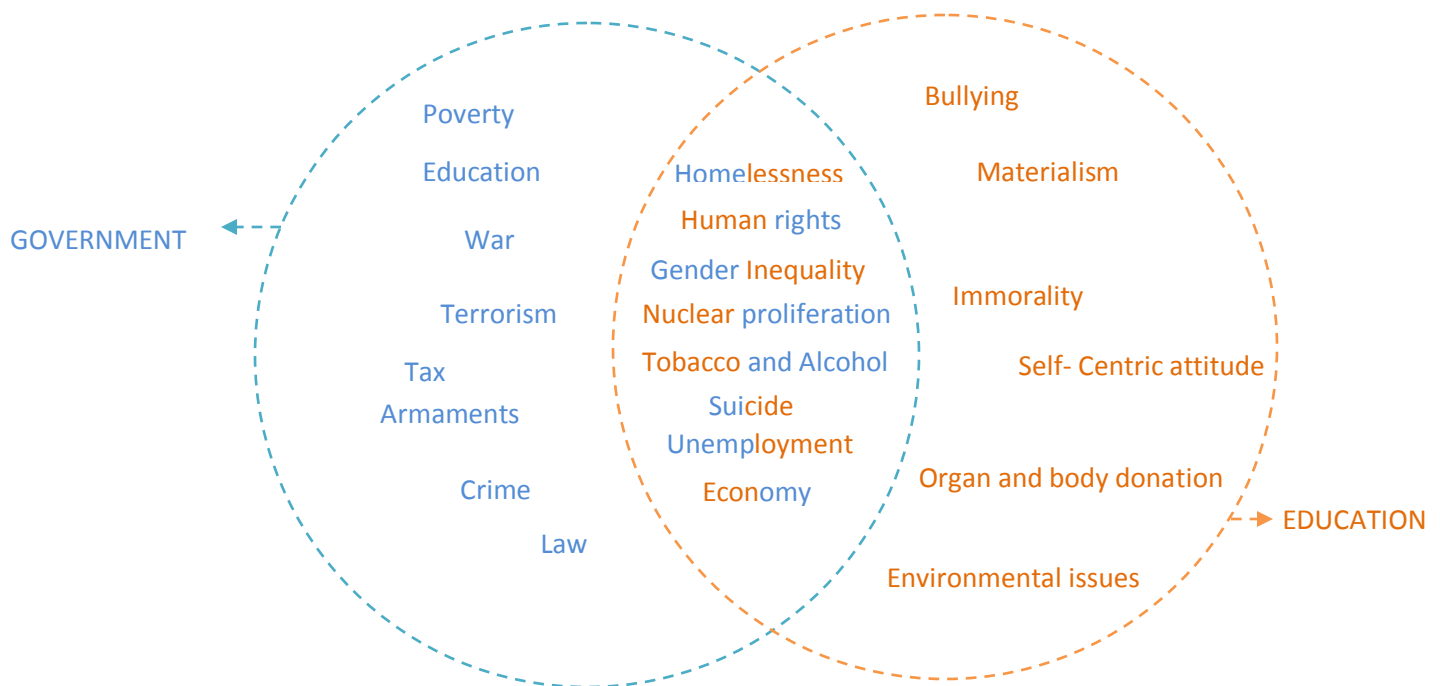 Poverty
Education
War
Terrorism
Tax
Armaments
Crime
Law
GOVERNMENT
Homelessness
Human rights
Gender Inequality
Nuclear proliferation
Tobacco and Alcohol
Suicide
Unemployment
Economy
Bullying
Materialism
Immorality
Self- Centric attitude
Organ and body donation
Environmental issues
EDUCATION